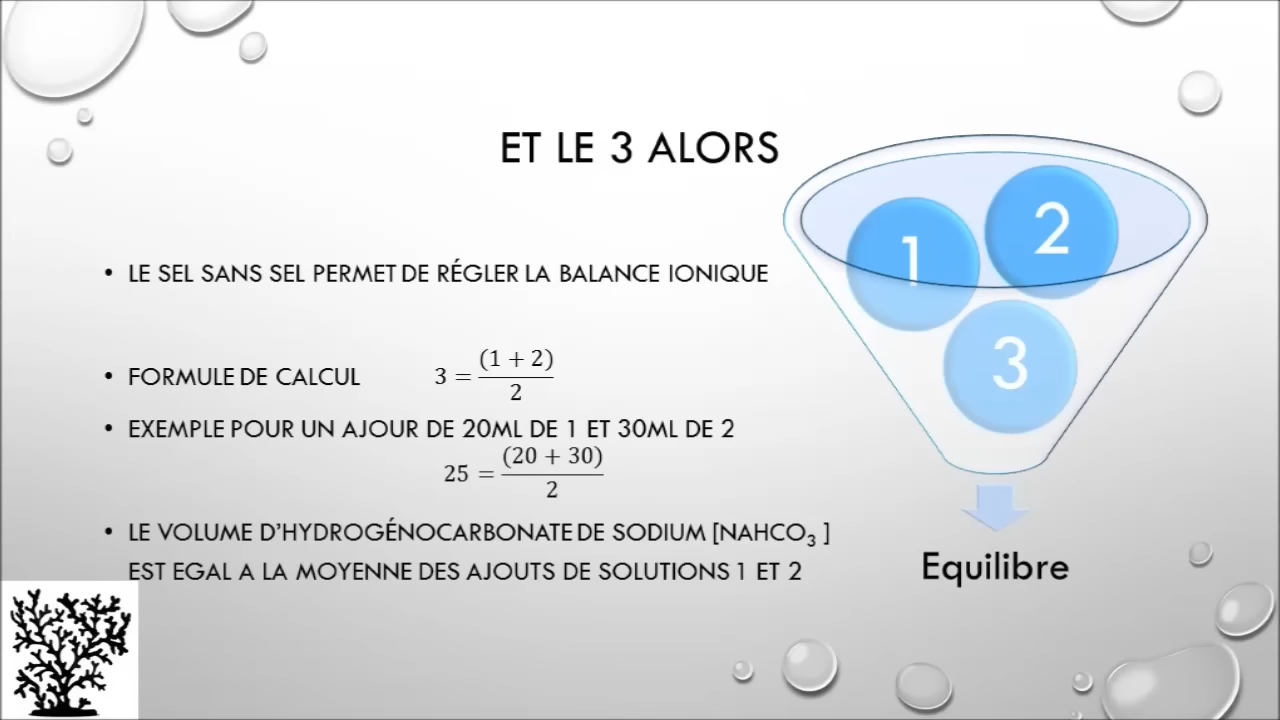 ET LE 3 ALORS
• LE SEL SANS SEL PERMET DE RÉGLER LA BALANCE IONIQUE
• FORMULE DE CALCUL 3 = (1 + 2) / 2
• EXEMPLE POUR UN AJOUR DE 20ML DE 1 ET 30ML DE 2
25 = (20 + 30) / 2
• LE VOLUME D'HYDROGÉNOCARBONATE DE SODIUM [NAHCO₃ ]
EST EGAL A LA MOYENNE DES AJOUTS DE SOLUTIONS 1 ET 2
1
2
3
Equilibre